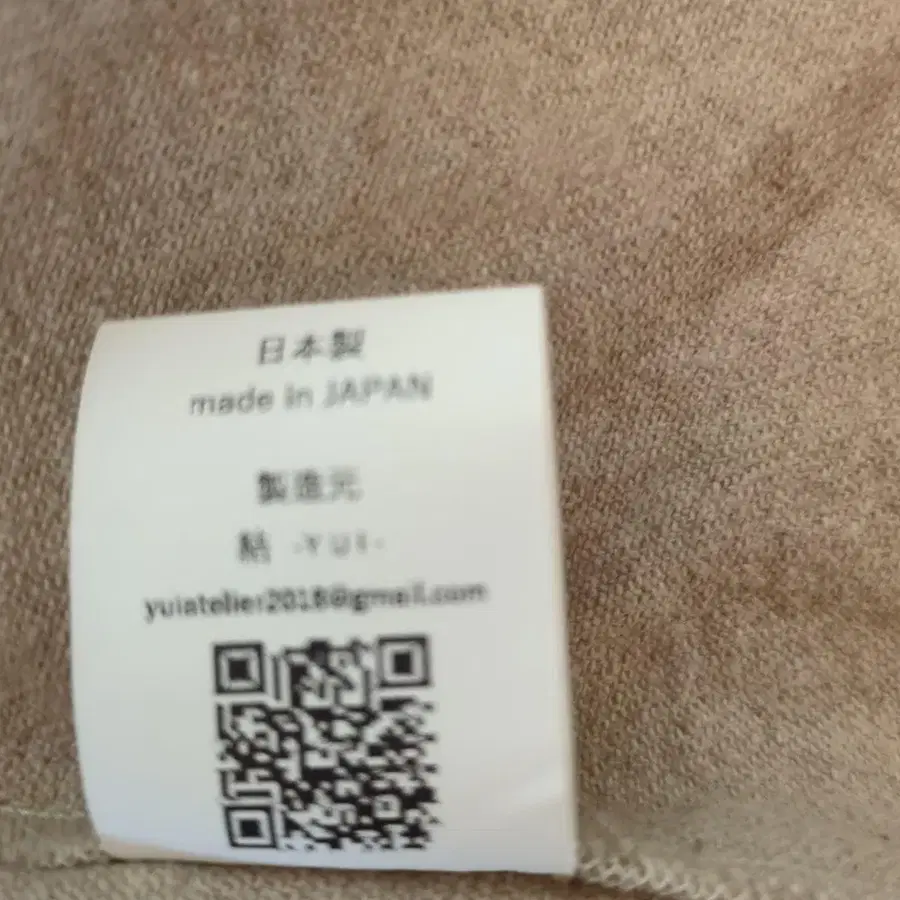 日本製
made in JAPAN
製造元
結 -YUI-
yuiatelier2018@gmail.com